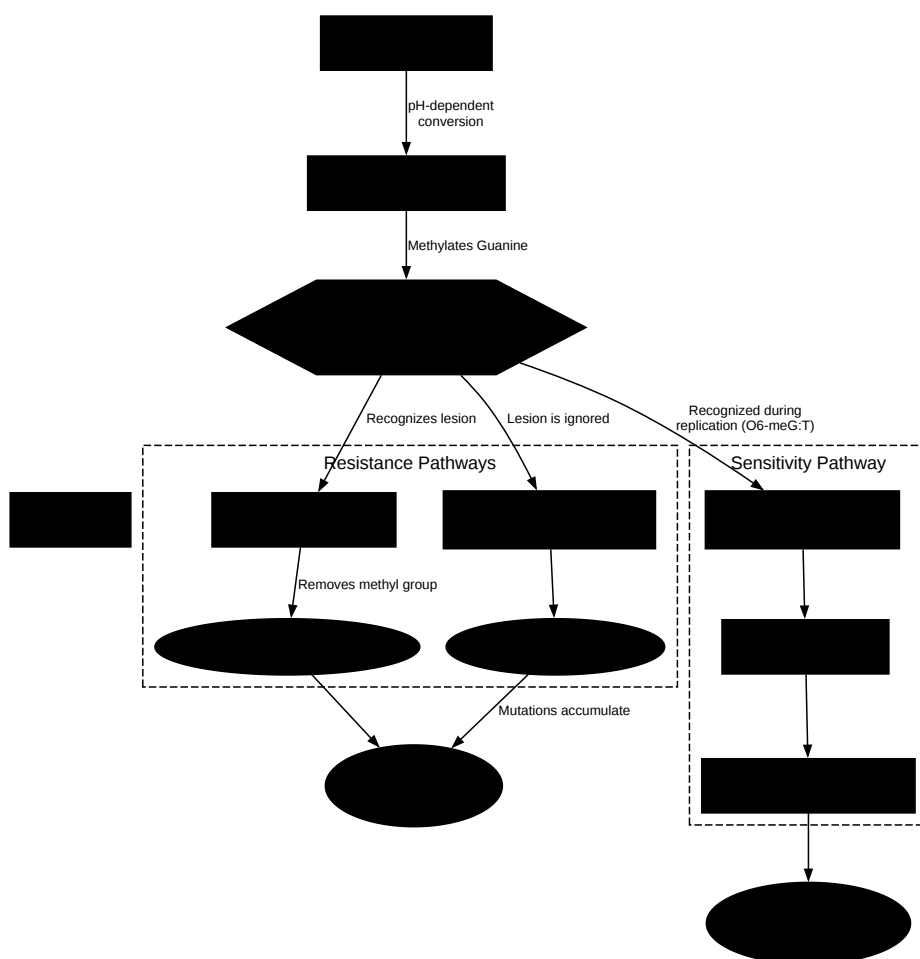 pH-dependent
conversion
Methylates Guanine
Recognizes lesion
Lesion is ignored
Recognized during
replication (O6-meG:T)
Resistance Pathways
Sensitivity Pathway
Removes methyl group
Mutations accumulate